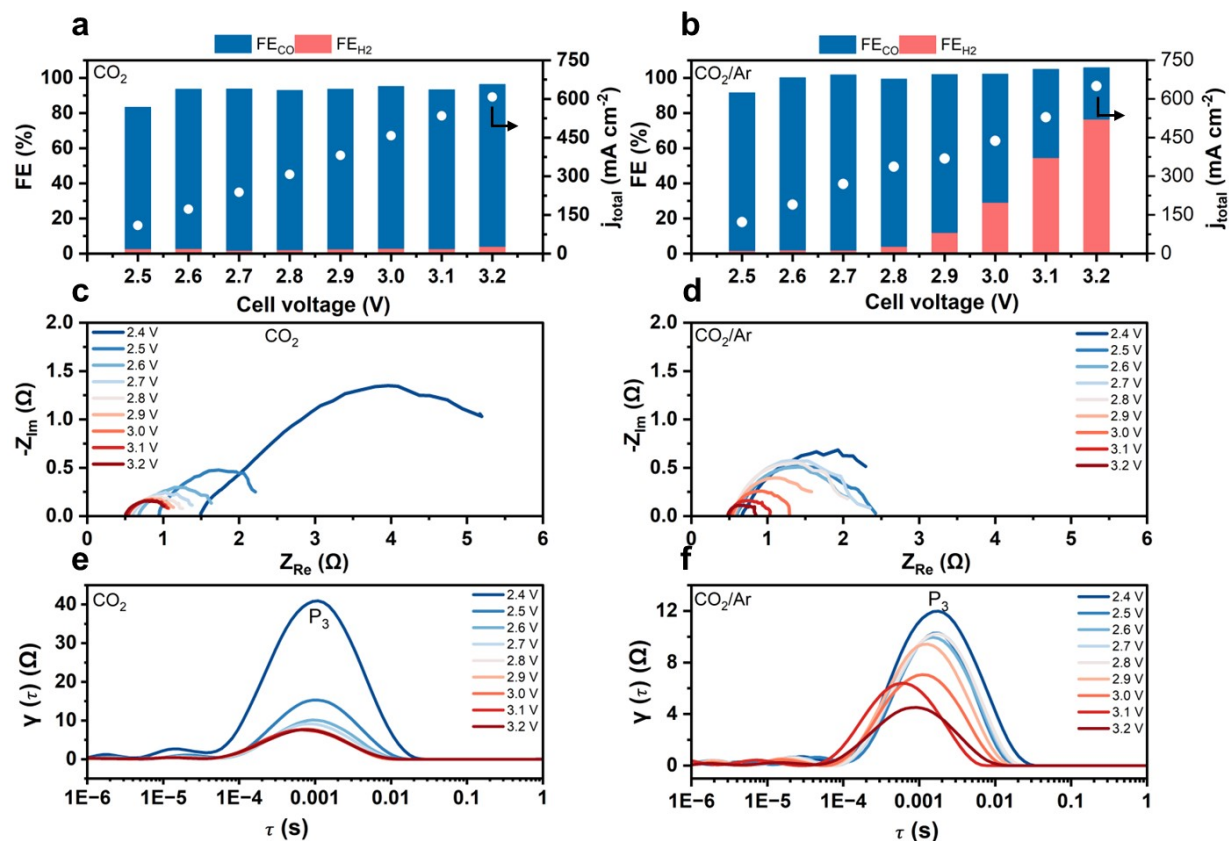 a
FE_CO FE_H2
CO2
100
80
60
40
20
0
FE (%)
750
600
450
300
150
0
j_total (mA cm⁻²)
2.5 2.6 2.7 2.8 2.9 3.0 3.1 3.2
Cell voltage (V)
b
FE_CO FE_H2
CO2/Ar
100
80
60
40
20
0
FE (%)
750
600
450
300
150
0
j_total (mA cm⁻²)
2.5 2.6 2.7 2.8 2.9 3.0 3.1 3.2
Cell voltage (V)
c
CO2
2.0
1.5
1.0
0.5
0.0
-Z_Im (Ω)
2.4 V
2.5 V
2.6 V
2.7 V
2.8 V
2.9 V
3.0 V
3.1 V
3.2 V
0 1 2 3 4 5 6
Z_Re (Ω)
d
CO2/Ar
2.0
1.5
1.0
0.5
0.0
-Z_Im (Ω)
2.4 V
2.5 V
2.6 V
2.7 V
2.8 V
2.9 V
3.0 V
3.1 V
3.2 V
0 1 2 3 4 5 6
Z_Re (Ω)
e
CO2
P3
40
30
20
10
0
γ (τ) (Ω)
2.4 V
2.5 V
2.6 V
2.7 V
2.8 V
2.9 V
3.0 V
3.1 V
3.2 V
1E-6 1E-5 1E-4 0.001 0.01 0.1 1
τ (s)
f
CO2/Ar
P3
12
8
4
0
γ (τ) (Ω)
2.4 V
2.5 V
2.6 V
2.7 V
2.8 V
2.9 V
3.0 V
3.1 V
3.2 V
1E-6 1E-5 1E-4 0.001 0.01 0.1 1
τ (s)